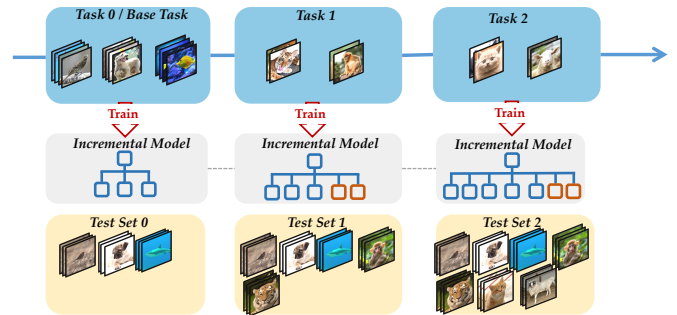 Task 0 / Base Task
Task 1
Task 2
Train
Train
Train
Incremental Model
Incremental Model
Incremental Model
Test Set 0
Test Set 1
Test Set 2